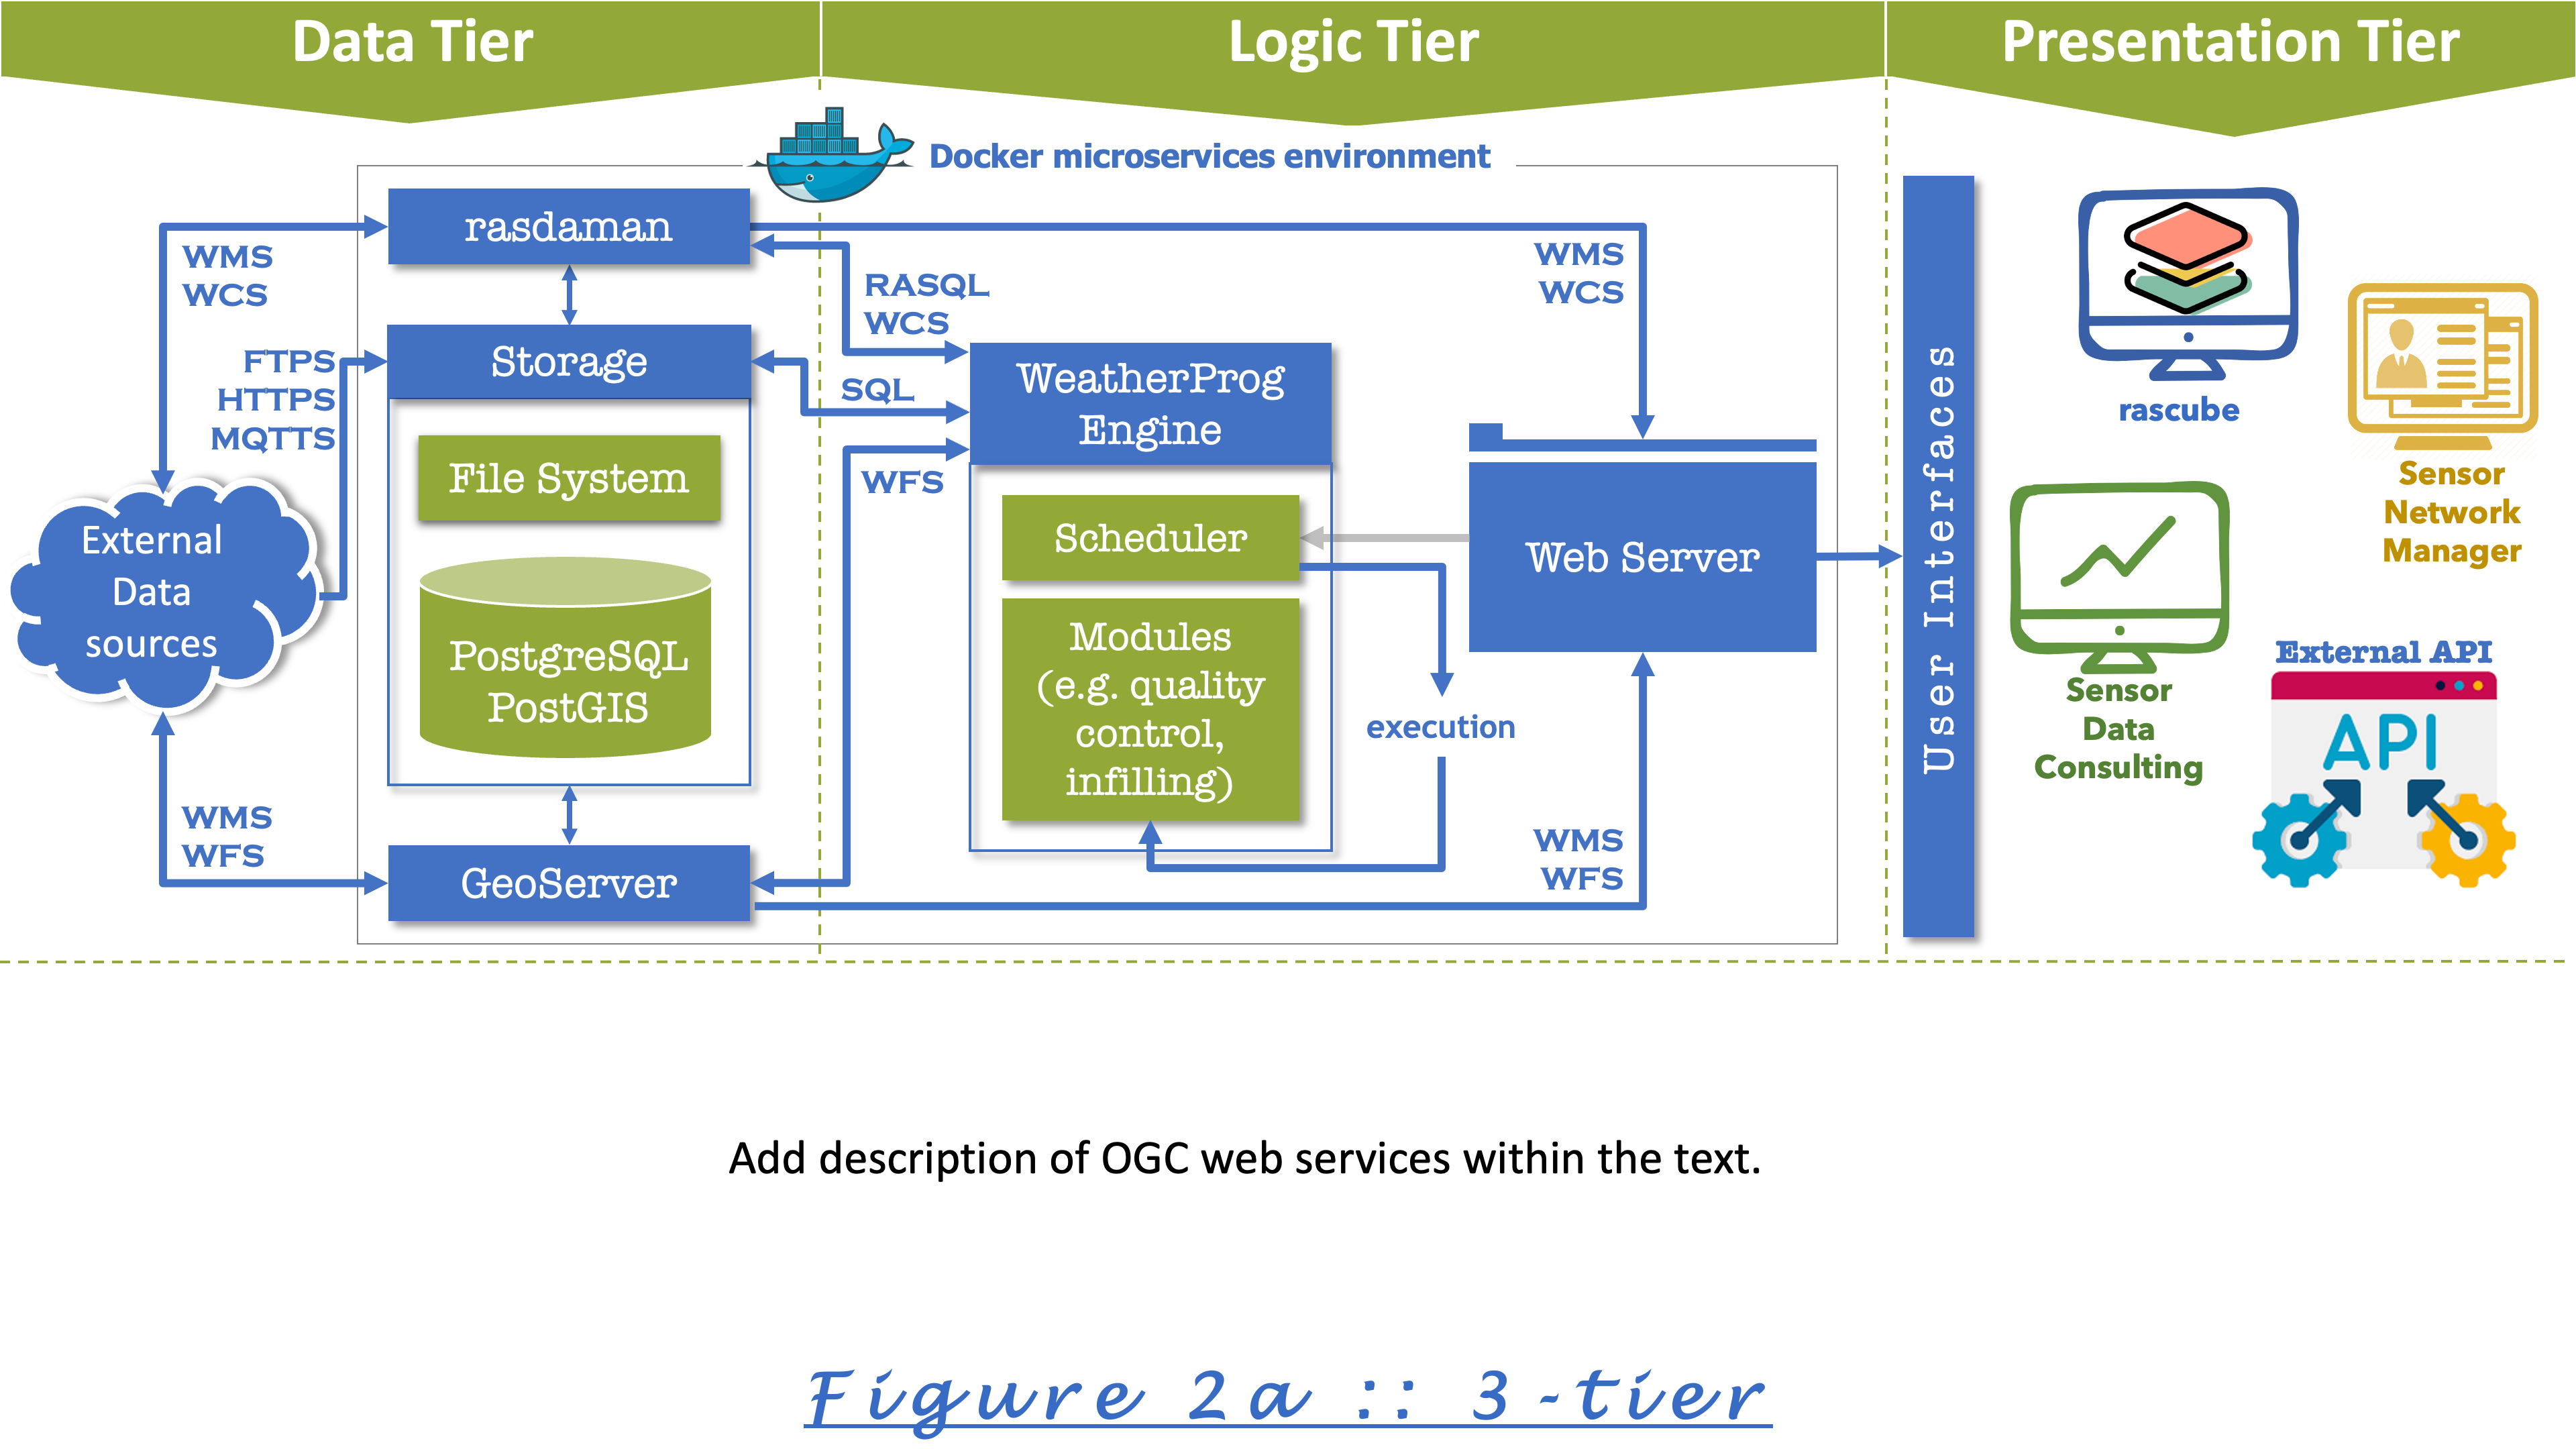 Data Tier
Logic Tier
Presentation Tier
Docker microservices environment
rasdaman
WMS
WCS
RASQL
WCS
WMS
WCS
Storage
FTPS
HTTPS
MQTTS
SQL
WeatherProg
Engine
WFS
File System
PostgreSQL
PostGIS
External
Data
sources
Scheduler
Modules
(e.g. quality
control,
infilling)
execution
Web Server
WMS
WFS
GeoServer
WMS
WFS
User Interfaces
rascube
Sensor
Network
Manager
Sensor
Data
Consulting
External API
API
Add description of OGC web services within the text.
Figure 2a :: 3-tier